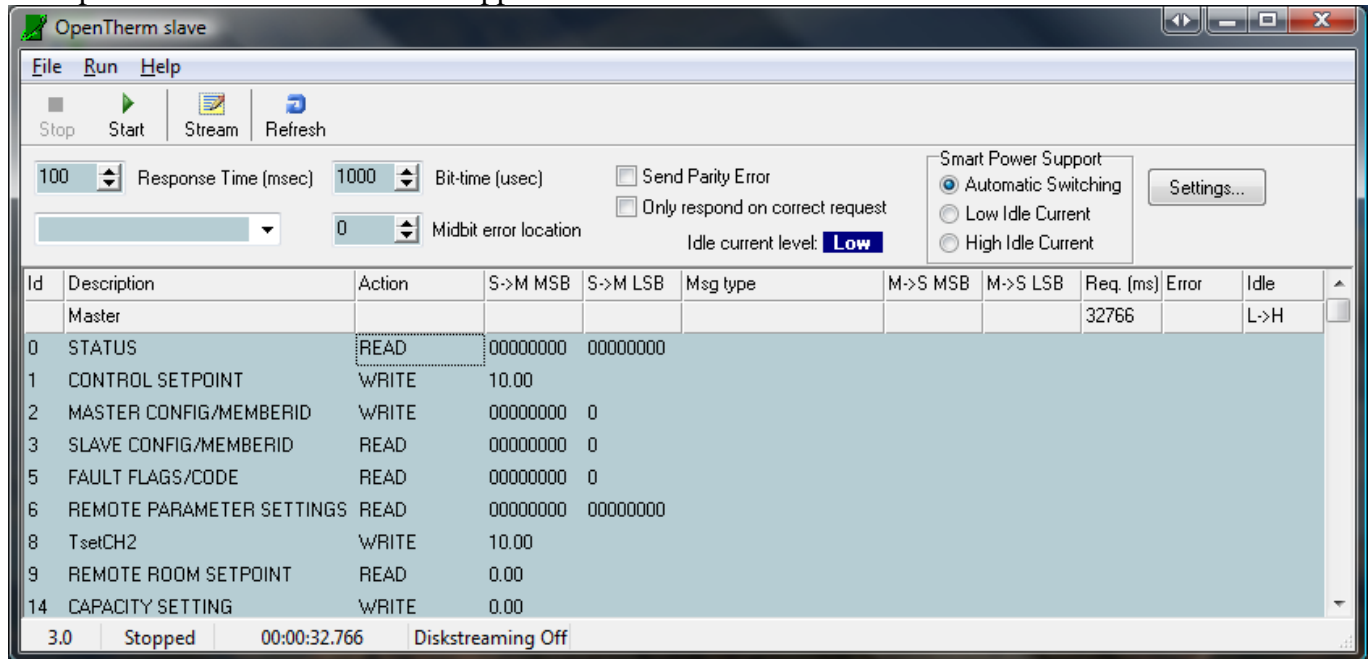 OpenTherm slave
File Run Help
Stop Start Stream Refresh
100 Response Time (msec) 1000 Bit-time (usec) Send Parity Error Smart Power Support
Automatic Switching Settings...
Only respond on correct request
Low Idle Current
0 Midbit error location
Idle current level: Low High Idle Current
Id Description Action S->M MSB S->M LSB Msg type M->S MSB M->S LSB Req. (ms) Error Idle
Master 32766 L->H
0 STATUS READ 00000000 00000000
1 CONTROL SETPOINT WRITE 10.00
2 MASTER CONFIG/MEMBERID WRITE 00000000 0
3 SLAVE CONFIG/MEMBERID READ 00000000 0
5 FAULT FLAGS/CODE READ 00000000 0
6 REMOTE PARAMETER SETTINGS READ 00000000 00000000
8 TsetCH2 WRITE 10.00
9 REMOTE ROOM SETPOINT READ 0.00
14 CAPACITY SETTING WRITE 0.00
3.0 Stopped 00:00:32.766 Diskstreaming Off